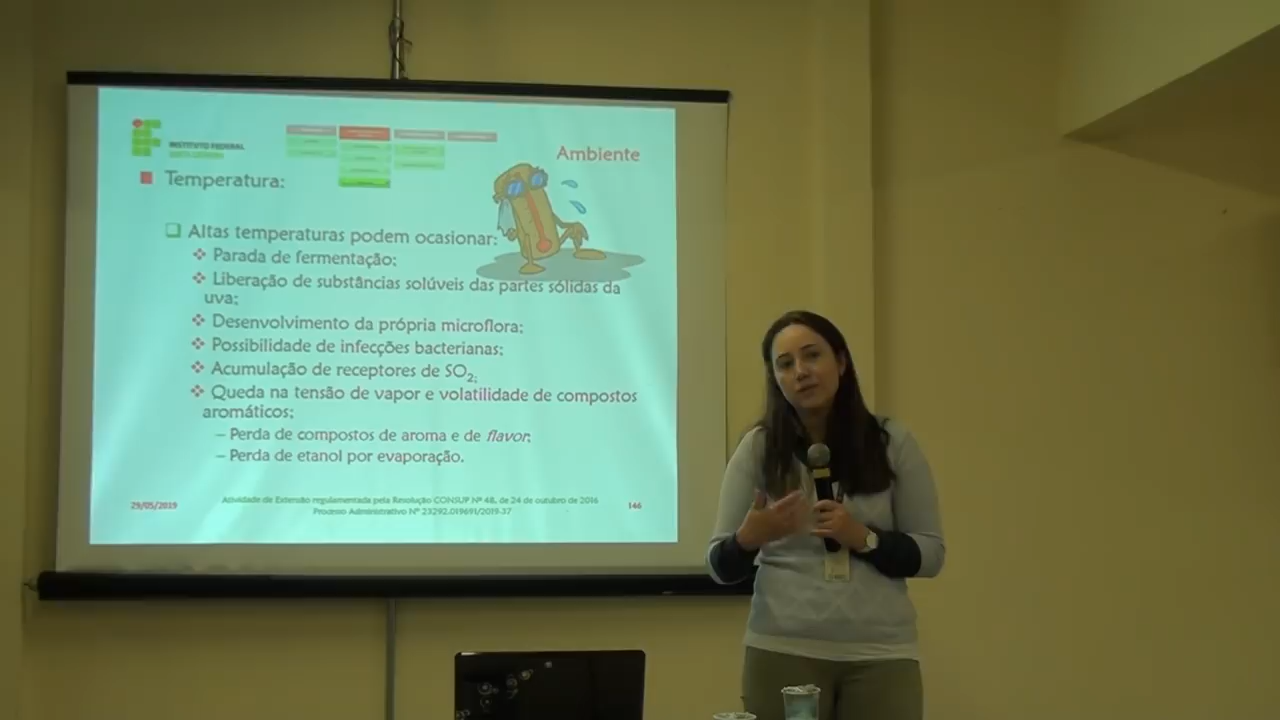 INSTITUTO FEDERAL
Ambiente
Temperatura:
Altas temperaturas podem ocasionar:
Parada de fermentação;
Liberação de substâncias solúveis das partes sólidas da
uva;
Desenvolvimento da própria microflora;
Possibilidade de infecções bacterianas;
Acumulação de receptores de SO2;
Queda na tensão de vapor e volatilidade de compostos
aromáticos;
– Perda de compostos de aroma e de flavor;
– Perda de etanol por evaporação.
29/05/2019
Atividade de Extensão regulamentada pela Resolução CONSUP Nº 48, de 24 de outubro de 2016
Processo Administrativo Nº 23292.019691/2019-37
146